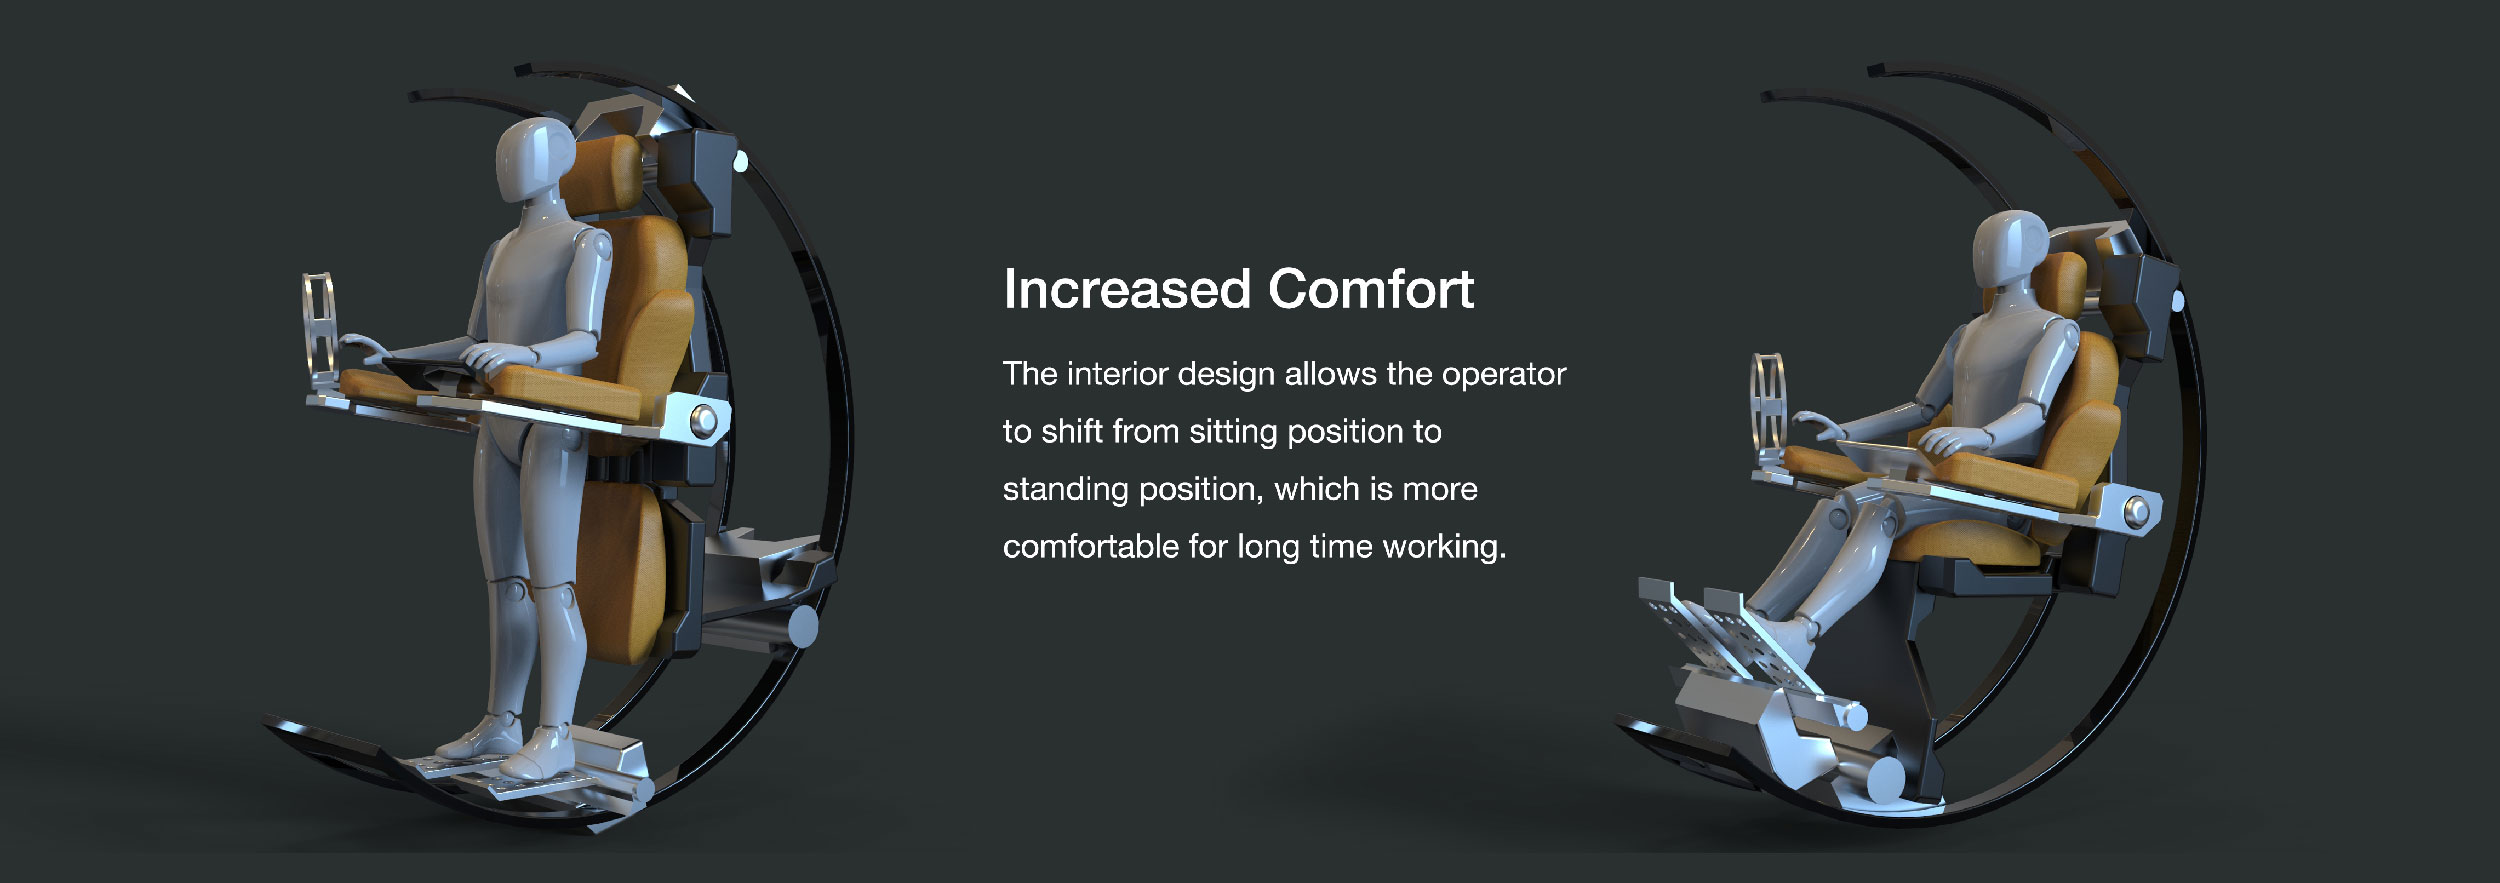 Increased Comfort
The interior design allows the operator
to shift from sitting position to
standing position, which is more
comfortable for long time working.